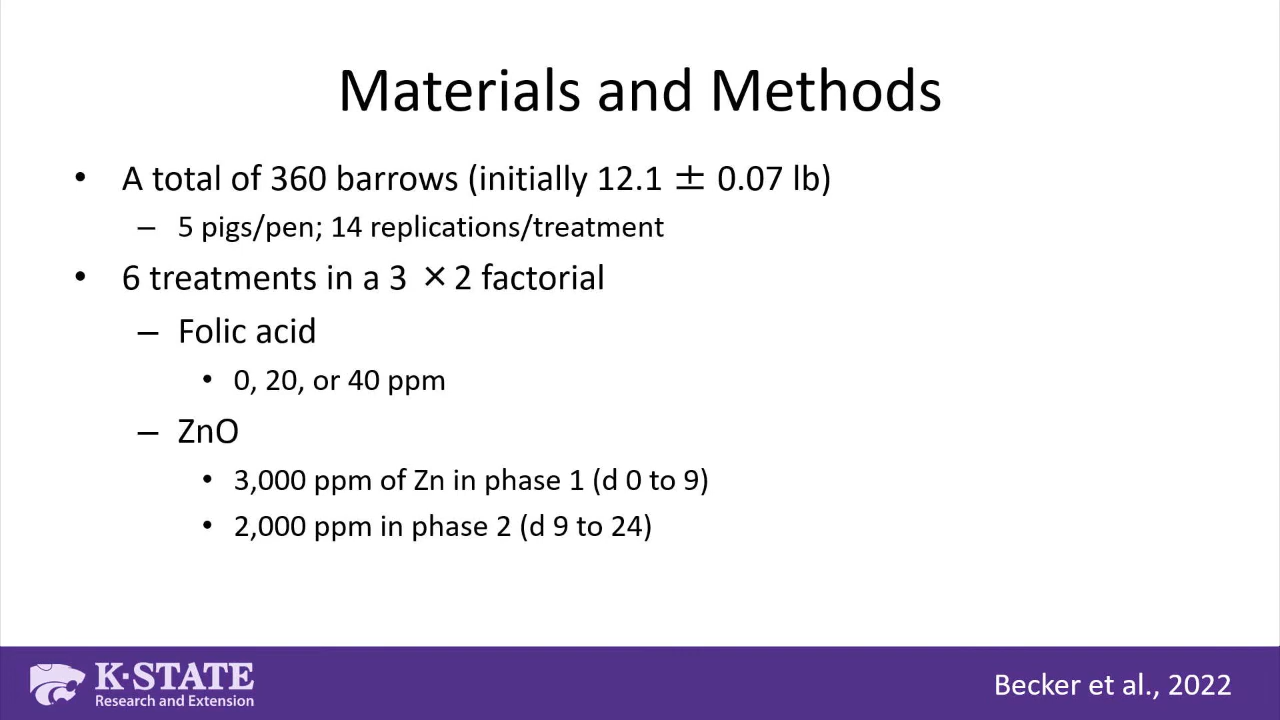 Materials and Methods
• A total of 360 barrows (initially 12.1 ± 0.07 lb)
– 5 pigs/pen; 14 replications/treatment
• 6 treatments in a 3 × 2 factorial
– Folic acid
• 0, 20, or 40 ppm
– ZnO
• 3,000 ppm of Zn in phase 1 (d 0 to 9)
• 2,000 ppm in phase 2 (d 9 to 24)
K·STATE
Research and Extension
Becker et al., 2022